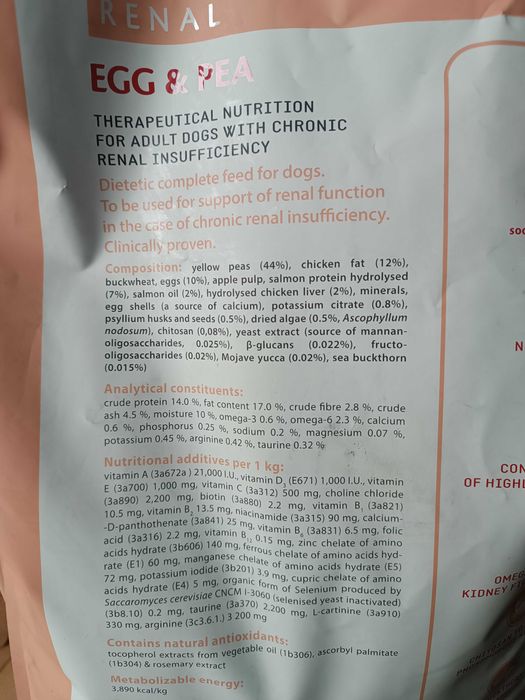 RENAL
EGG & PEA
THERAPEUTICAL NUTRITION
FOR ADULT DOGS WITH CHRONIC
RENAL INSUFFICIENCY
Dietetic complete feed for dogs.
To be used for support of renal function
in the case of chronic renal insufficiency.
Clinically proven.
Composition: yellow peas (44%), chicken fat (12%),
buckwheat, eggs (10%), apple pulp, salmon protein hydrolysed
(7%), salmon oil (2%), hydrolysed chicken liver (2%), minerals,
egg shells (a source of calcium), potassium citrate (0.8%),
psyllium husks and seeds (0.5%), dried algae (0.5%, Ascophyllum
nodosum), chitosan (0,08%), yeast extract (source of mannan-
oligosaccharides, 0.025%), β-glucans (0.022%), fructo-
oligosaccharides (0.02%), Mojave yucca (0.02%), sea buckthorn
(0.015%)
Analytical constituents:
crude protein 14.0 %, fat content 17.0 %, crude fibre 2.8 %, crude
ash 4.5 %, moisture 10 %, omega-3 0.6 %, omega-6 2.3 %, calcium
0.6 %, phosphorus 0.25 %, sodium 0.2 %, magnesium 0.07 %,
potassium 0.45 %, arginine 0.42 %, taurine 0.32 %
Nutritional additives per 1 kg:
vitamin A (3a672a ) 21,000 I.U., vitamin D₃ (E671) 1,000 I.U., vitamin
E (3a700) 1,000 mg, vitamin C (3a312) 500 mg, choline chloride
(3a890) 2,200 mg, biotin (3a880) 2.2 mg, vitamin B₁ (3a821)
10.5 mg, vitamin B₂ 13.5 mg, niacinamide (3a315) 90 mg, calcium-
-D-panthothenate (3a841) 25 mg, vitamin B₆ (3a831) 6.5 mg, folic
acid (3a316) 2.2 mg, vitamin B₁₂ 0.15 mg, zinc chelate of amino
acids hydrate (3b606) 140 mg, ferrous chelate of amino acids hyd-
rate (E1) 60 mg, manganese chelate of amino acids hydrate (E5)
72 mg, potassium iodide (3b201) 3.9 mg, cupric chelate of amino
acids hydrate (E4) 5 mg, organic form of Selenium produced by
Saccaromyces cerevisiae CNCM I-3060 (selenised yeast inactivated)
(3b8.10) 0.2 mg, taurine (3a370) 2,200 mg, L-carnitine (3a910)
330 mg, arginine (3c3.6.1.) 3 200 mg
Contains natural antioxidants:
tocopherol extracts from vegetable oil (1b306), ascorbyl palmitate
(1b304) & rosemary extract
Metabolizable energy:
3,890 kcal/kg
OF
KIDNEY